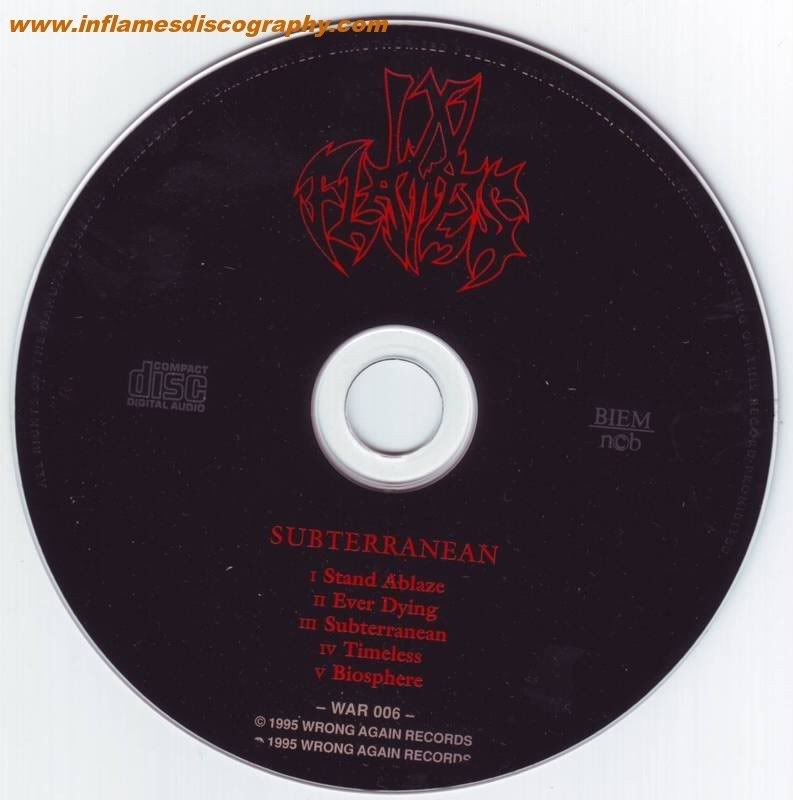 www.inflamesdiscography.com
IN
FLAMES
COMPACT
disc
DIGITAL AUDIO
BIEM
n©b
SUBTERRANEAN
I Stand Ablaze
II Ever Dying
III Subterranean
IV Timeless
V Biosphere
– WAR 006 –
© 1995 WRONG AGAIN RECORDS
1995 WRONG AGAIN RECORDS